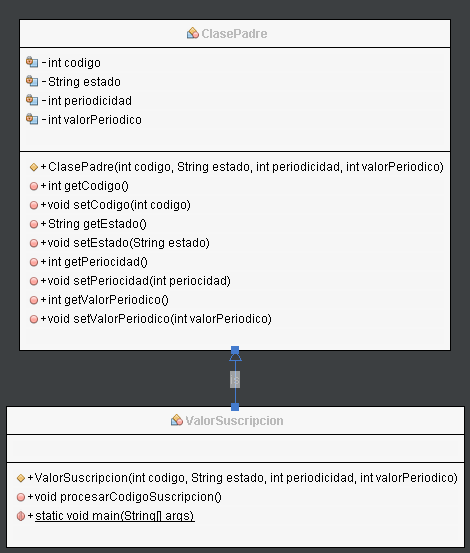 ClasePadre
- int codigo
- String estado
- int periodicidad
- int valorPeriodico
+ ClasePadre(int codigo, String estado, int periodicidad, int valorPeriodico)
+ int getCodigo()
+ void setCodigo(int codigo)
+ String getEstado()
+ void setEstado(String estado)
+ int getPeriocidad()
+ void setPeriocidad(int periocidad)
+ int getValorPeriodico()
+ void setValorPeriodico(int valorPeriodico)
ValorSuscripcion
+ ValorSuscripcion(int codigo, String estado, int periodicidad, int valorPeriodico)
+ void procesarCodigoSuscripcion()
+ static void main(String[] args)